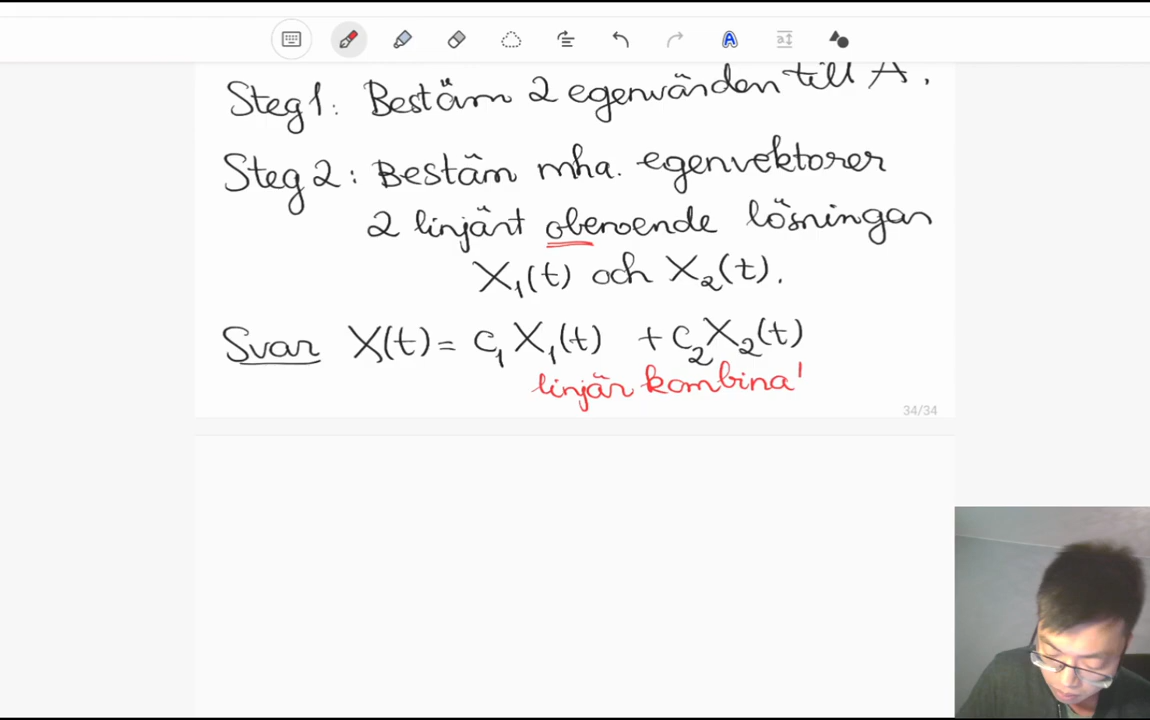 Steg 1: Bestäm 2 egenvärden till A.
Steg 2: Bestäm mha. egenvektorer
2 linjärt oberoende lösningar
X₁(t) och X₂(t).
Svar X(t) = C₁X₁(t) + C₂X₂(t)
linjär kombina
34/34